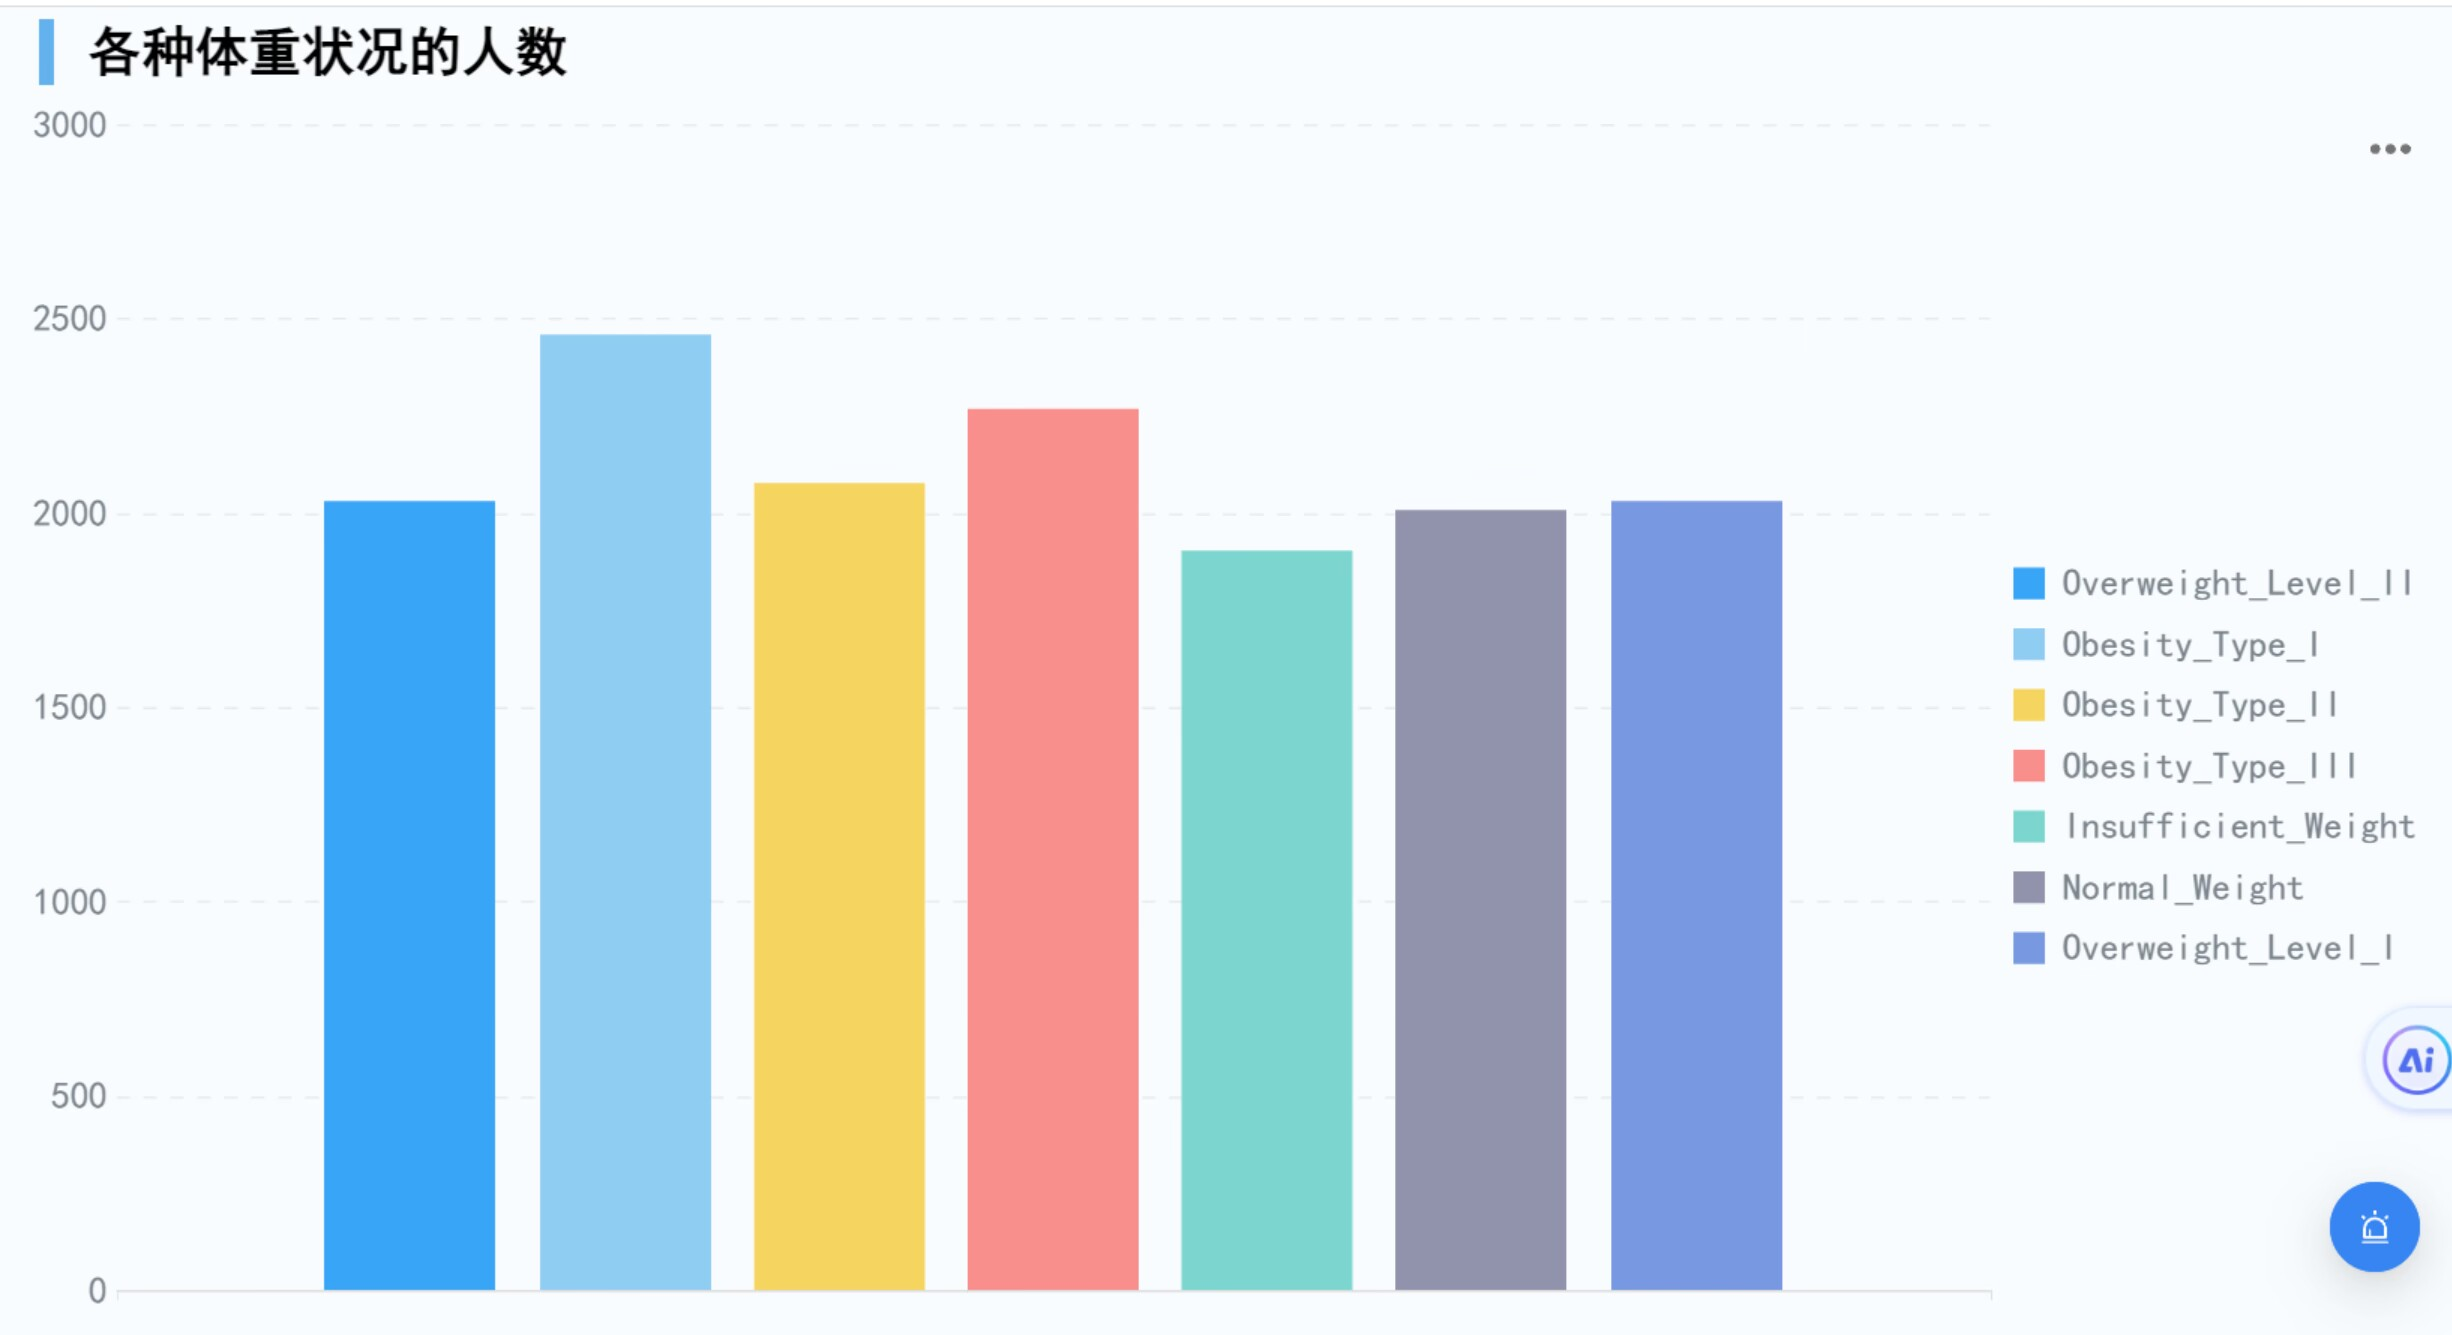 各种体重状况的人数
3000
2500
2000
1500
1000
500
0
Overweight_Level_II
Obesity_Type_I
Obesity_Type_II
Obesity_Type_III
Insufficient_Weight
Normal_Weight
Overweight_Level_I
Ai